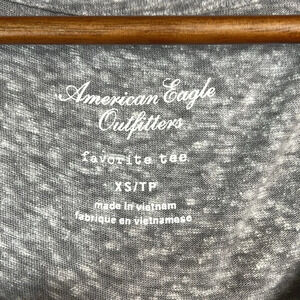 American Eagle
Outfitters
favorite tee
XS/TP
made in vietnam
fabrique en vietnamese